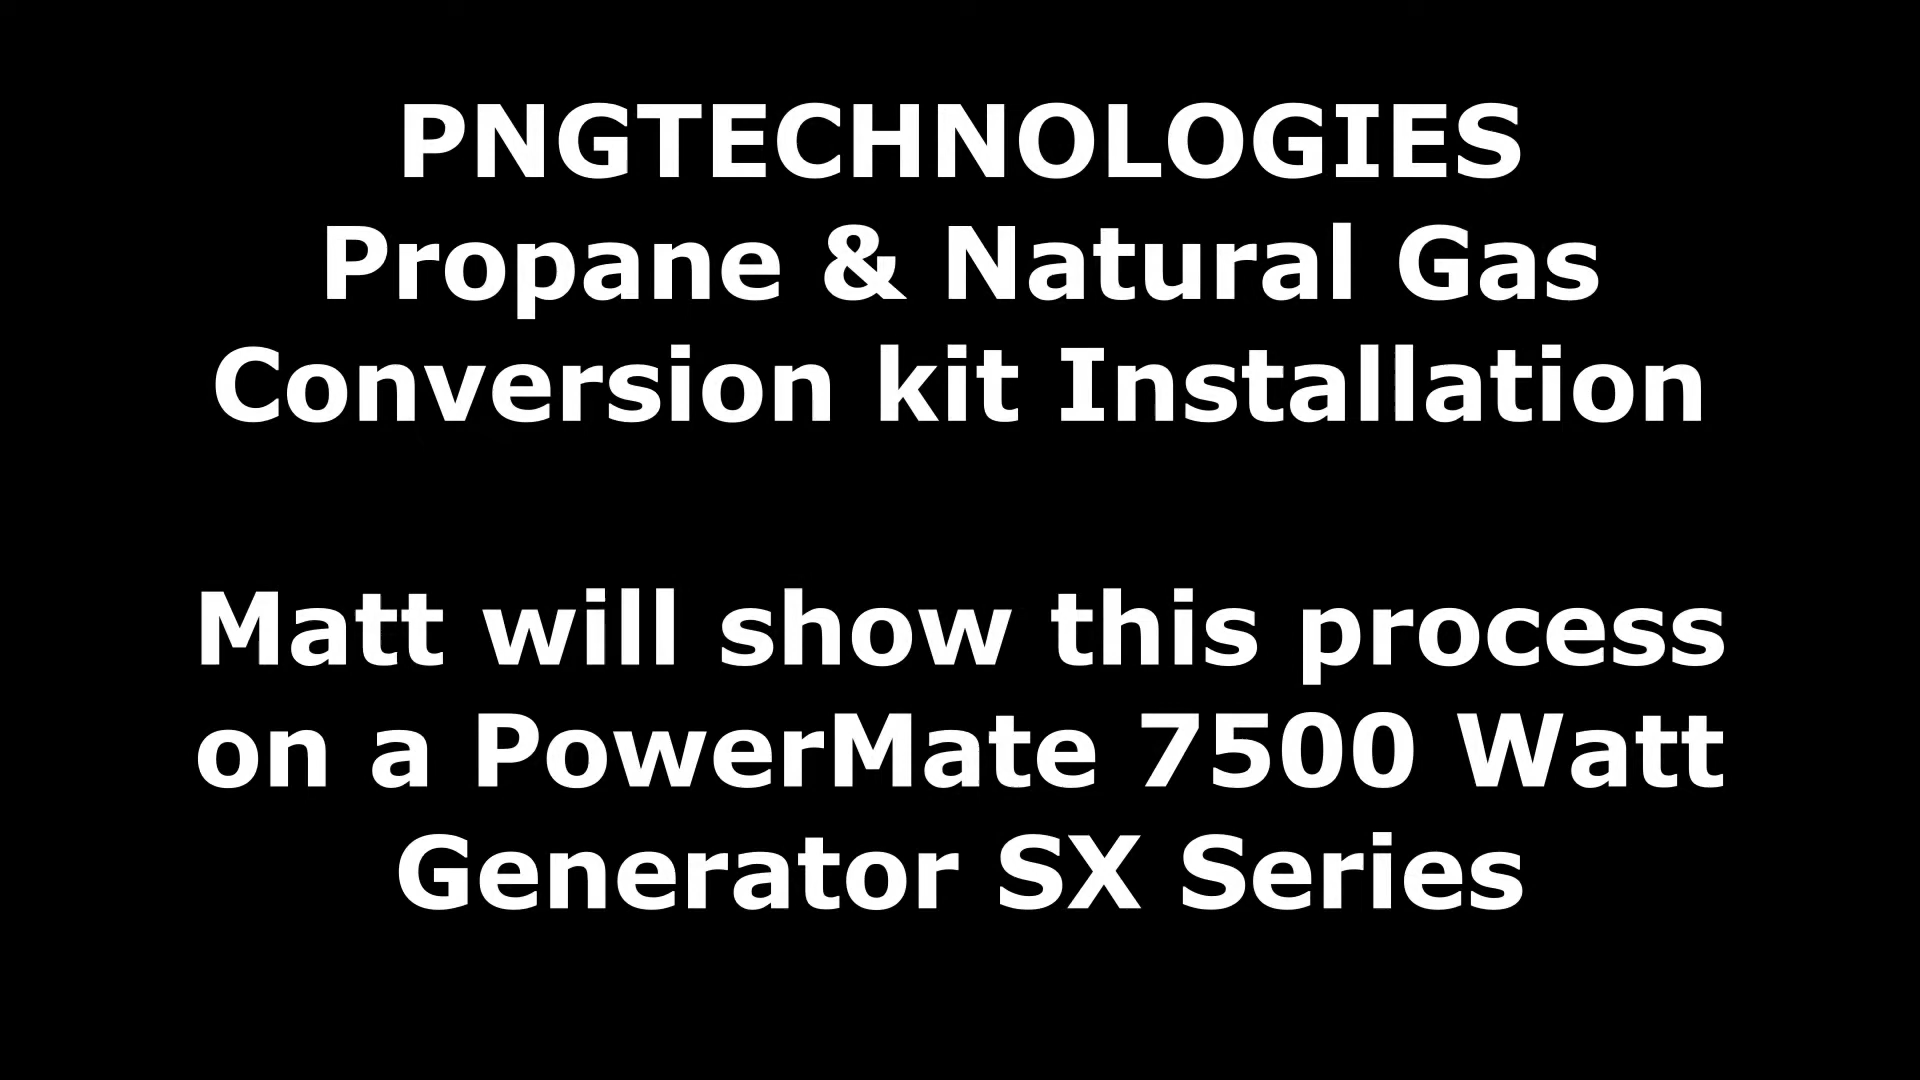 PNGTECHNOLOGIES
Propane & Natural Gas
Conversion kit Installation
Matt will show this process
on a PowerMate 7500 Watt
Generator SX Series